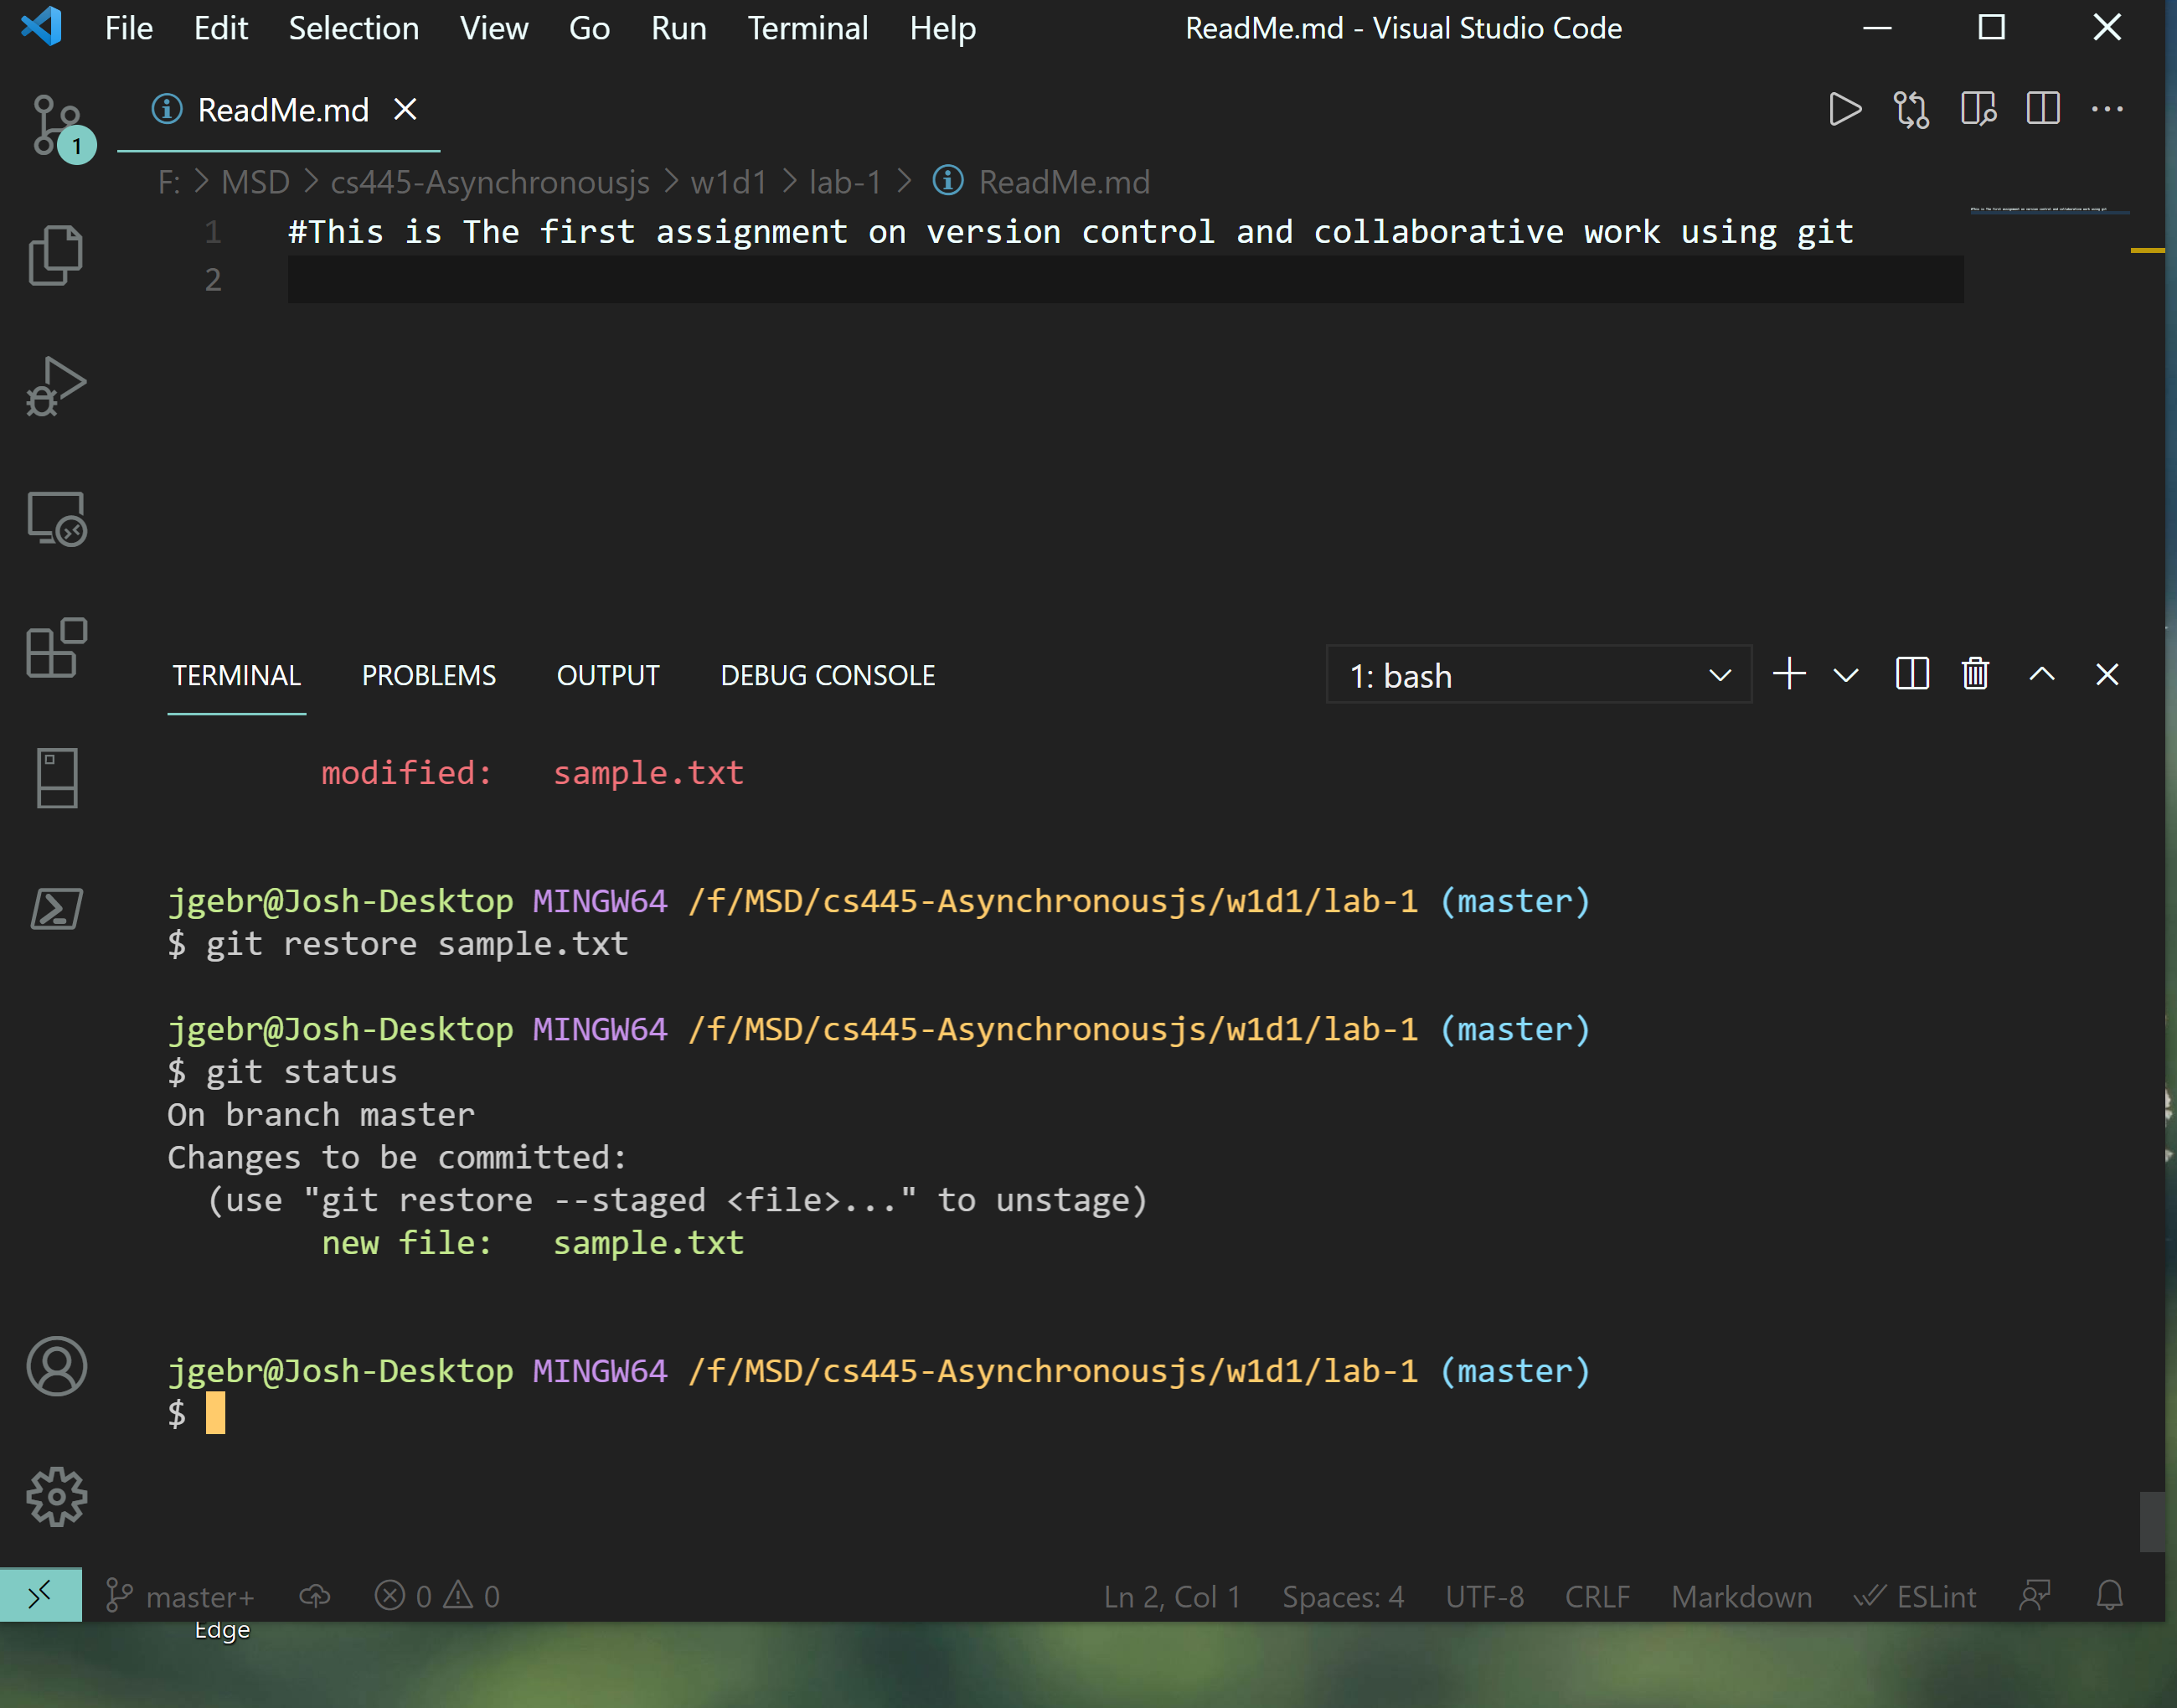 File Edit Selection View Go Run Terminal Help ReadMe.md - Visual Studio Code
ReadMe.md
1
F: > MSD > cs445-Asynchronousjs > w1d1 > lab-1 > ReadMe.md
1 #This is The first assignment on version control and collaborative work using git
2
TERMINAL PROBLEMS OUTPUT DEBUG CONSOLE 1: bash
modified: sample.txt
jgebr@Josh-Desktop MINGW64 /f/MSD/cs445-Asynchronousjs/w1d1/lab-1 (master)
$ git restore sample.txt
jgebr@Josh-Desktop MINGW64 /f/MSD/cs445-Asynchronousjs/w1d1/lab-1 (master)
$ git status
On branch master
Changes to be committed:
(use "git restore --staged <file>..." to unstage)
new file: sample.txt
jgebr@Josh-Desktop MINGW64 /f/MSD/cs445-Asynchronousjs/w1d1/lab-1 (master)
$
master+ 0 0 Ln 2, Col 1 Spaces: 4 UTF-8 CRLF Markdown ESLint
Edge